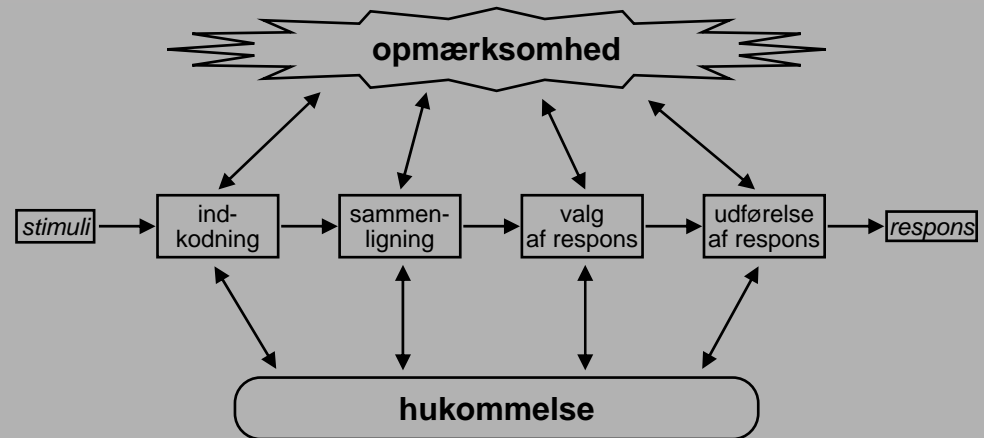 opmærksomhed
stimuli
ind-
kodning
sammen-
ligning
valg
af respons
udførelse
af respons
respons
hukommelse